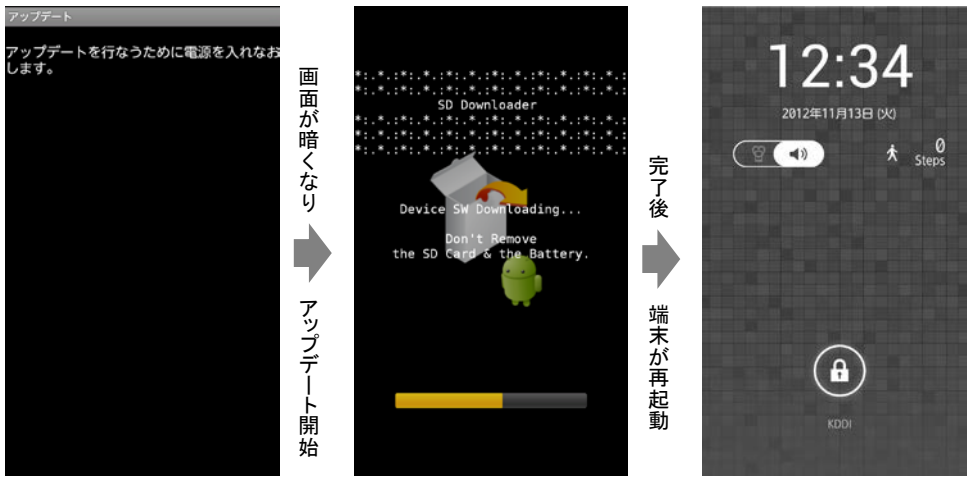 アップデート
アップデートを行なうために電源を入れなお
します。
画面が暗くなり
アップデート開始
*:.*.:*:.*.:*:.*.:*:.*.:*:.*.:*:.*.:
*:.*.:*:.*.:*:.*.:*:.*.:*:.*.:*:.*.:
SD Downloader
*:.*.:*:.*.:*:.*.:*:.*.:*:.*.:*:.*.:
*:.*.:*:.*.:*:.*.:*:.*.:*:.*.:*:.*.:
*:.*.:*:.*.:*:.*.:*:.*.:*:.*.:*:.*.:
Device SW Downloading...
Don't Remove
the SD Card & the Battery.
完了後
端末が再起動
12:34
2012年11月13日 (火)
0
Steps
KDDI